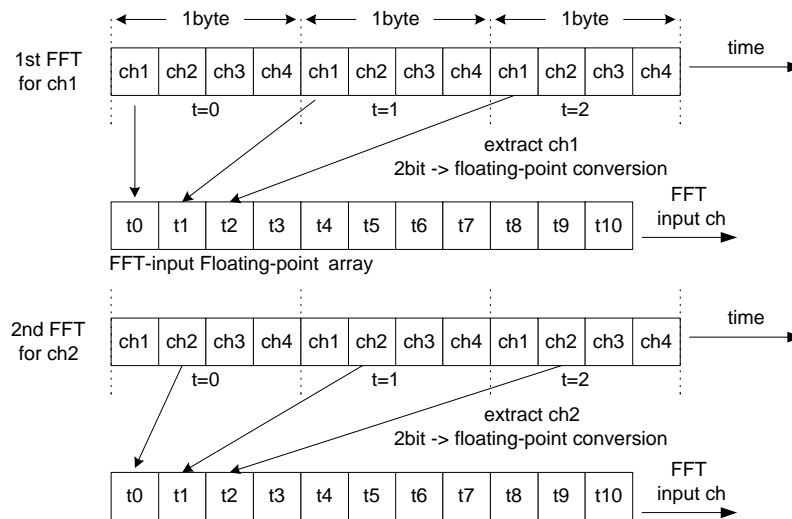 1byte 1byte 1byte
1st FFT
for ch1
ch1 ch2 ch3 ch4 ch1 ch2 ch3 ch4 ch1 ch2 ch3 ch4
time
t=0 t=1 t=2
extract ch1
2bit -> floating-point conversion
t0 t1 t2 t3 t4 t5 t6 t7 t8 t9 t10
FFT
input ch
FFT-input Floating-point array
2nd FFT
for ch2
ch1 ch2 ch3 ch4 ch1 ch2 ch3 ch4 ch1 ch2 ch3 ch4
time
t=0 t=1 t=2
extract ch2
2bit -> floating-point conversion
t0 t1 t2 t3 t4 t5 t6 t7 t8 t9 t10
FFT
input ch